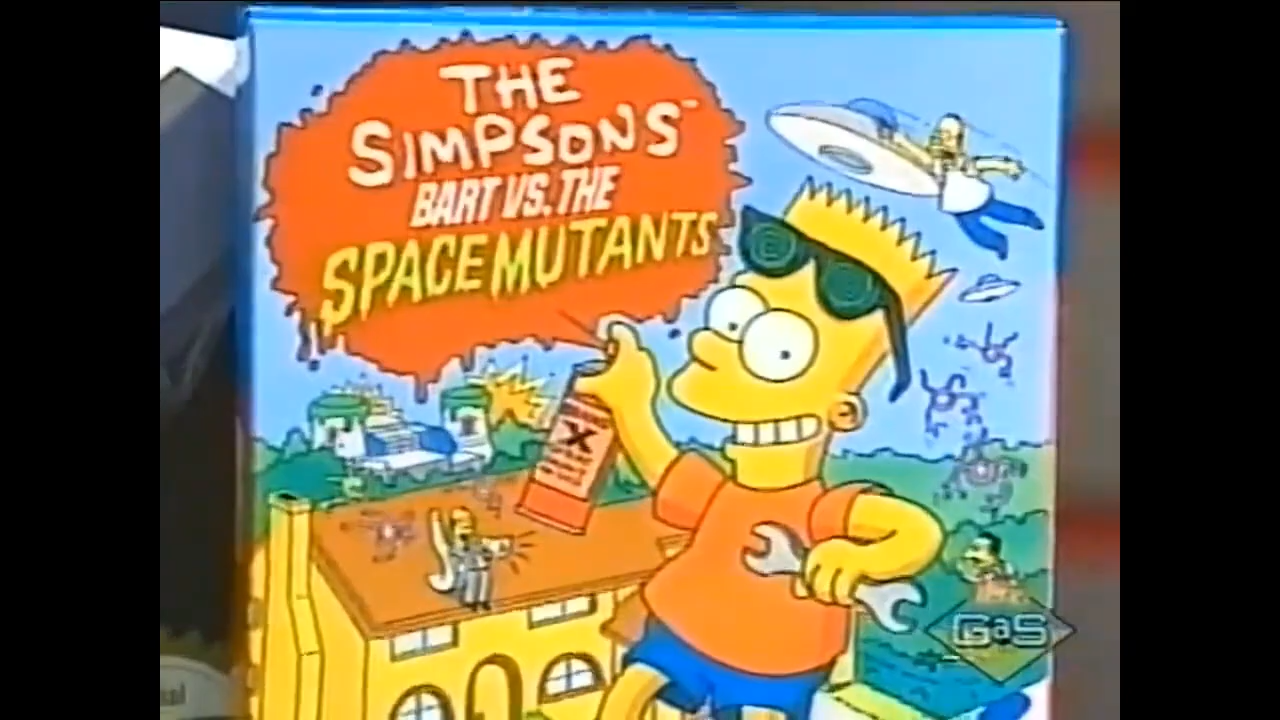 THE
SIMPSONS™
BART VS. THE
SPACE MUTANTS
X
GaS